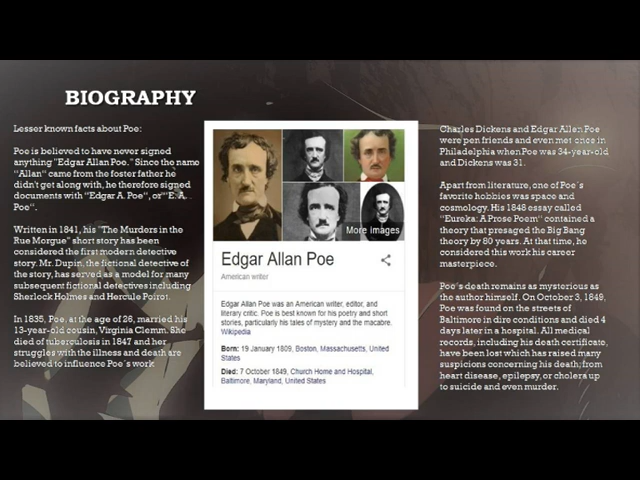 BIOGRAPHY
Lesser known facts about Poe:
Poe is believed to have never signed
anything "Edgar Allan Poe." Since the name
"Allan" came from the foster father he
didn't get along with, he therefore signed
documents with "Edgar A. Poe", or "E. A.
Poe".
Written in 1841, his "The Murders in the
Rue Morgue" short story has been
considered the first modern detective
story. Mr. Dupin, the fictional detective of
the story, has served as a model for many
subsequent fictional detectives including
Sherlock Holmes and Hercule Poirot.
In 1835, Poe, at the age of 26, married his
13-year-old cousin, Virginia Clemm. She
died of tuberculosis in 1847 and her
struggles with the illness and death are
believed to influence Poe´s work
More images
Edgar Allan Poe
American writer
Edgar Allan Poe was an American writer, editor, and
literary critic. Poe is best known for his poetry and short
stories, particularly his tales of mystery and the macabre.
Wikipedia
Born: 19 January 1809, Boston, Massachusetts, United
States
Died: 7 October 1849, Church Home and Hospital,
Baltimore, Maryland, United States
Charles Dickens and Edgar Allen Poe
were pen friends and even met once in
Philadelphia when Poe was 34-year-old
and Dickens was 31.
Apart from literature, one of Poe´s
favorite hobbies was space and
cosmology. His 1848 essay called
"Eureka: A Prose Poem" contained a
theory that presaged the Big Bang
theory by 80 years. At that time, he
considered this work his career
masterpiece.
Poe´s death remains as mysterious as
the author himself. On October 3, 1849,
Poe was found on the streets of
Baltimore in dire conditions and died 4
days later in a hospital. All medical
records, including his death certificate,
have been lost which has raised many
suspicions concerning his death; from
heart disease, epilepsy, or cholera up
to suicide and even murder.